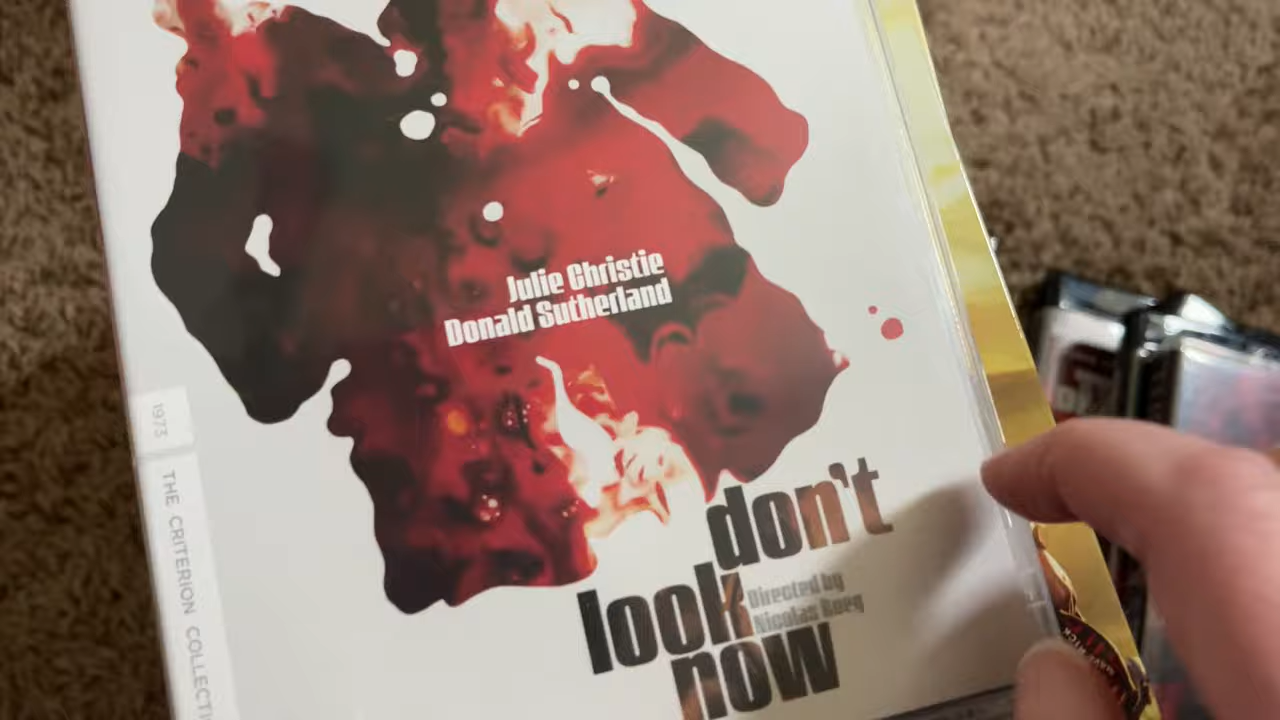 Julie Christie
Donald Sutherland
1973
THE CRITERION COLLECTI
don't
look
Directed by
Nicolas Roeg
now